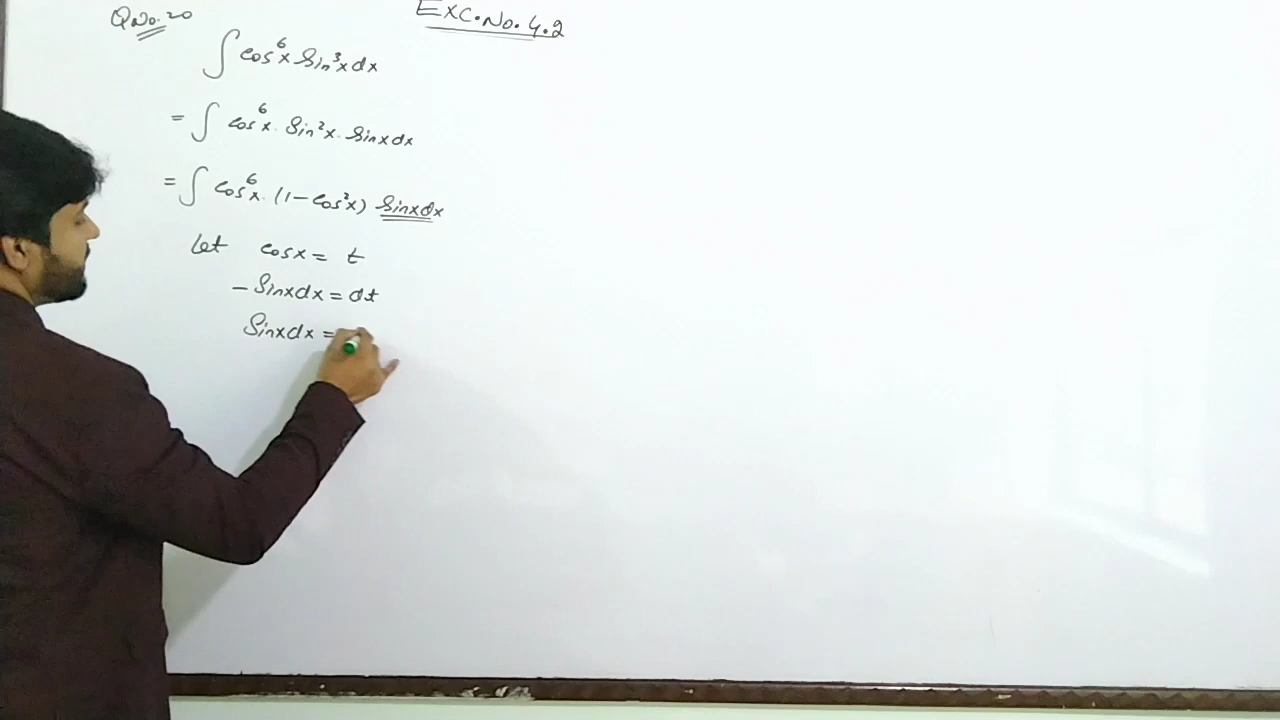 Q No. 20
Exc. No. 4.2
∫ cos⁶x sin³x dx
= ∫ cos⁶x · sin²x · sinx dx
= ∫ cos⁶x · (1 − cos²x) sinx dx
Let cosx = t
− sinx dx = dt
sinx dx =